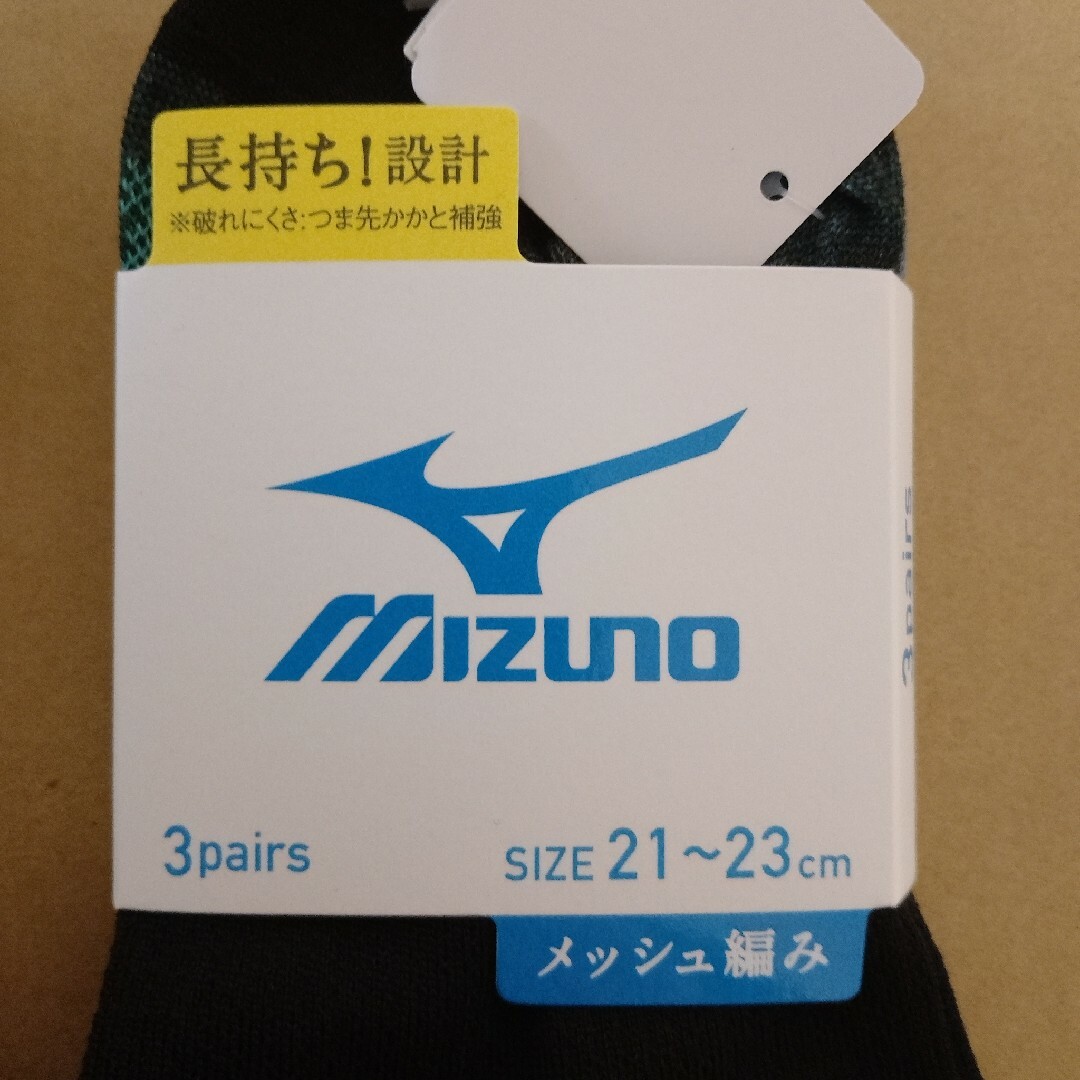 長持ち!設計
※破れにくさ:つま先かかと補強
MIZUNO
3pairs
SIZE 21~23cm
3pairs
メッシュ編み